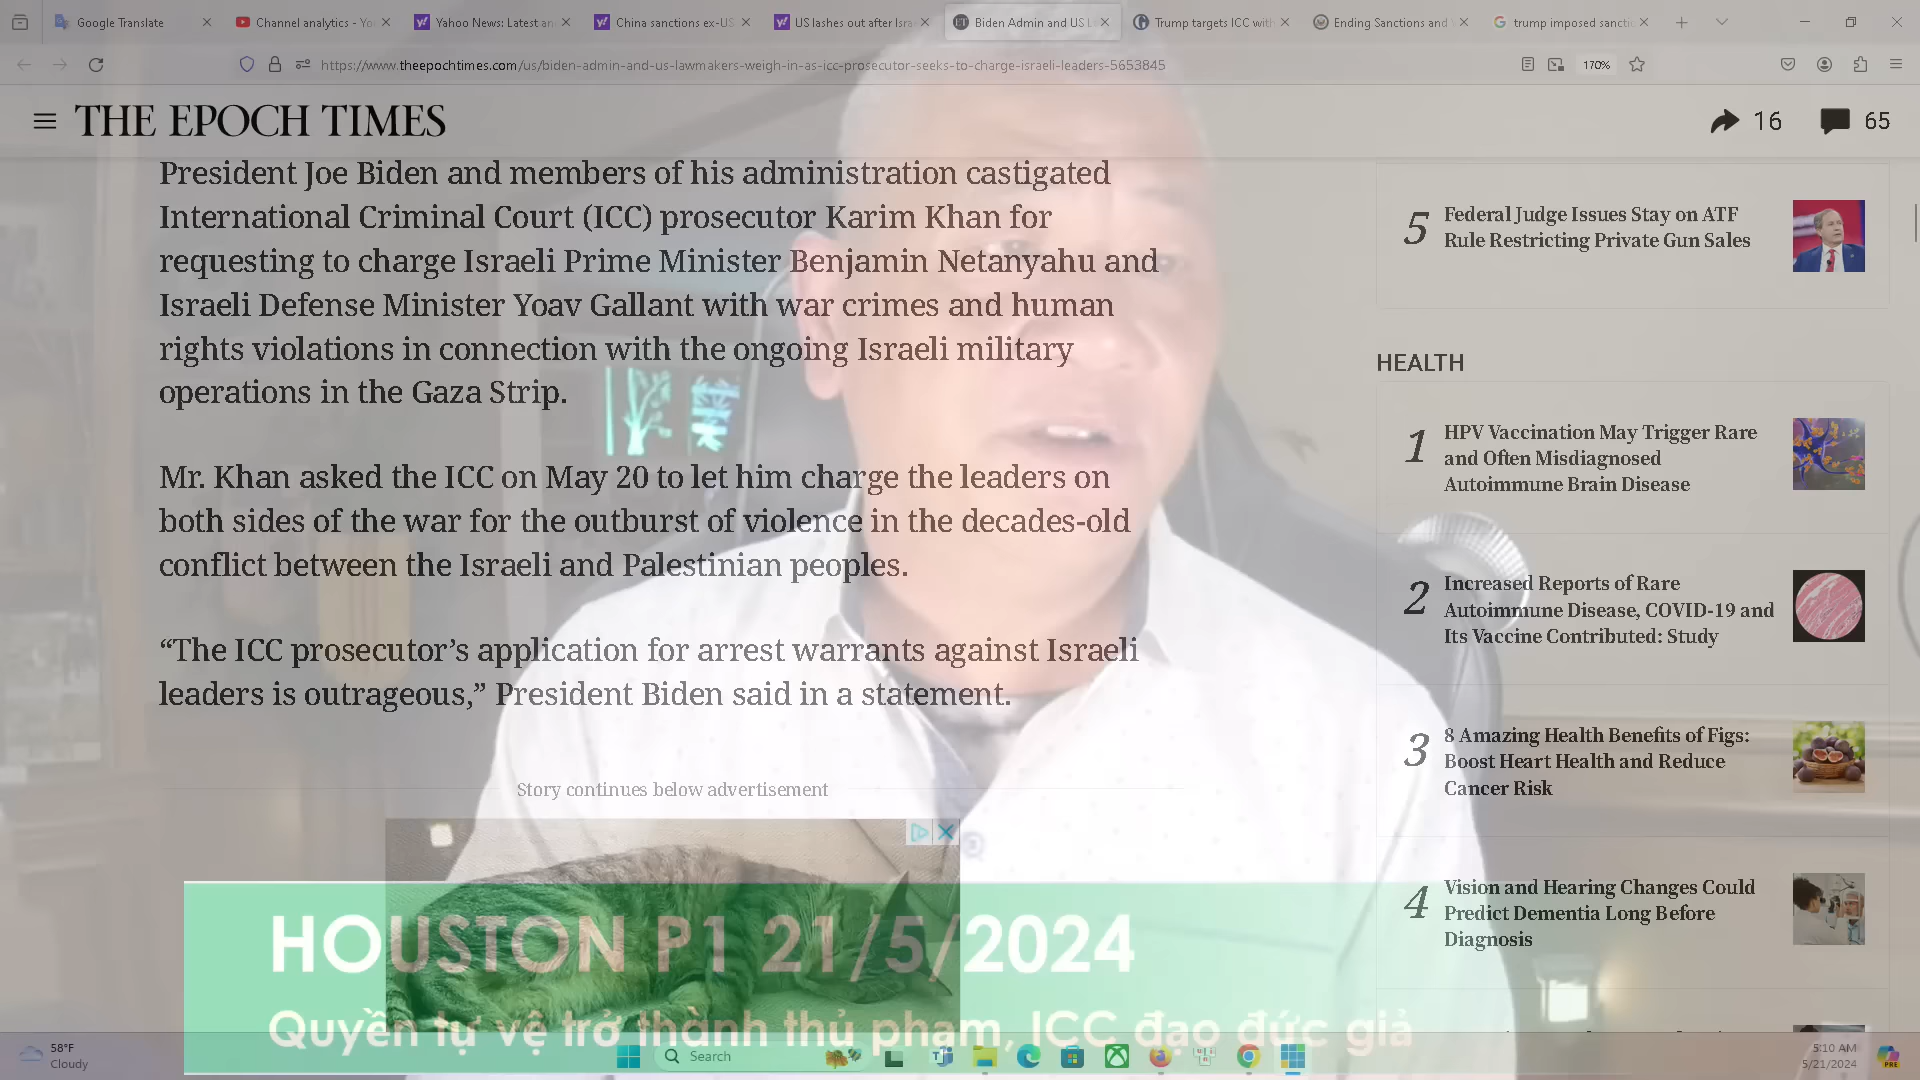 Google Translate
Channel analytics - Yo
Yahoo News: Latest an
China sanctions ex-US
US lashes out after Isra
Biden Admin and US L
Trump targets ICC with
Ending Sanctions and
trump imposed sancti
https://www.theepochtimes.com/us/biden-admin-and-us-lawmakers-weigh-in-as-icc-prosecutor-seeks-to-charge-israeli-leaders-5653845
170%
THE EPOCH TIMES
16
65
President Joe Biden and members of his administration castigated
International Criminal Court (ICC) prosecutor Karim Khan for
requesting to charge Israeli Prime Minister Benjamin Netanyahu and
Israeli Defense Minister Yoav Gallant with war crimes and human
rights violations in connection with the ongoing Israeli military
operations in the Gaza Strip.
Mr. Khan asked the ICC on May 20 to let him charge the leaders on
both sides of the war for the outburst of violence in the decades-old
conflict between the Israeli and Palestinian peoples.
“The ICC prosecutor’s application for arrest warrants against Israeli
leaders is outrageous,” President Biden said in a statement.
Story continues below advertisement
5
Federal Judge Issues Stay on ATF
Rule Restricting Private Gun Sales
HEALTH
1
HPV Vaccination May Trigger Rare
and Often Misdiagnosed
Autoimmune Brain Disease
2
Increased Reports of Rare
Autoimmune Disease, COVID-19 and
Its Vaccine Contributed: Study
3
8 Amazing Health Benefits of Figs:
Boost Heart Health and Reduce
Cancer Risk
4
Vision and Hearing Changes Could
Predict Dementia Long Before
Diagnosis
HOUSTON P1 21/5/2024
Quyền tự vệ trở thành thủ phạm, ICC đạo đức giả
58°F
Cloudy
Search
5:10 AM
5/21/2024